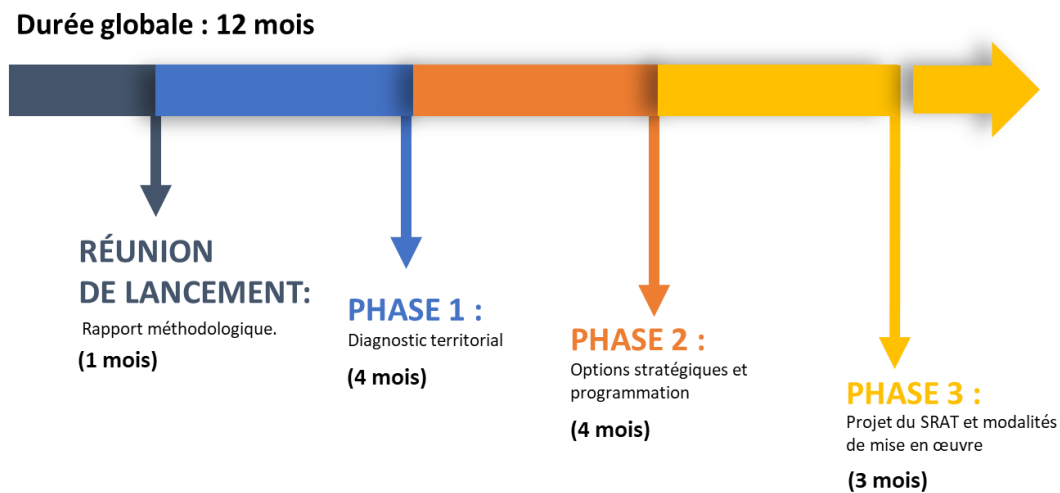 Durée globale : 12 mois
RÉUNION
DE LANCEMENT:
Rapport méthodologique.
(1 mois)
PHASE 1 :
Diagnostic territorial
(4 mois)
PHASE 2 :
Options stratégiques et
programmation
(4 mois)
PHASE 3 :
Projet du SRAT et modalités
de mise en œuvre
(3 mois)